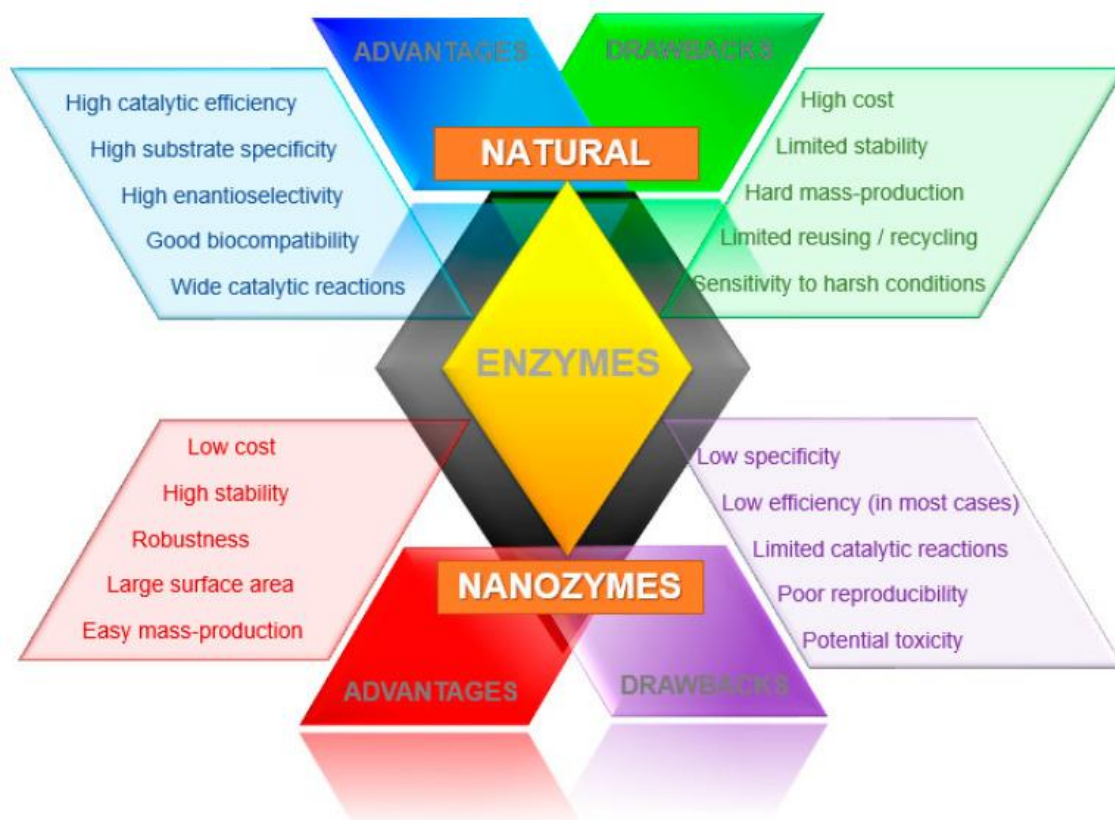 ADVANTAGES
DRAWBACKS
NATURAL
High catalytic efficiency
High substrate specificity
High enantioselectivity
Good biocompatibility
Wide catalytic reactions
High cost
Limited stability
Hard mass-production
Limited reusing / recycling
Sensitivity to harsh conditions
ENZYMES
Low cost
High stability
Robustness
Large surface area
Easy mass-production
Low specificity
Low efficiency (in most cases)
Limited catalytic reactions
Poor reproducibility
Potential toxicity
NANOZYMES
ADVANTAGES
DRAWBACKS